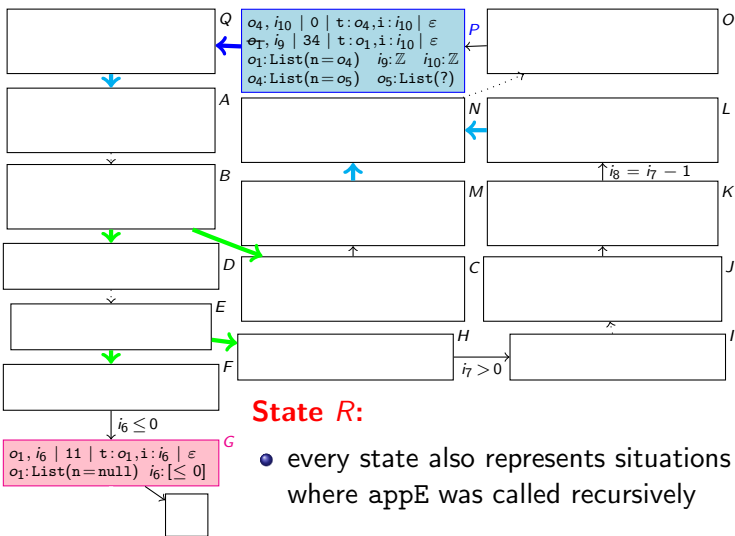 Q
o4, i10 | 0 | t:o4,i:i10 | ε
o1, i9 | 34 | t:o1,i:i10 | ε
o1:List(n=o4) i9:ℤ i10:ℤ
o4:List(n=o5) o5:List(?)
P
O
A
N
L
B
i8 = i7 − 1
M
K
D
C
J
E
H
I
i7 > 0
F
i6 ≤ 0
G
o1, i6 | 11 | t:o1,i:i6 | ε
o1:List(n=null) i6:[≤ 0]
State R:
• every state also represents situations
where appE was called recursively